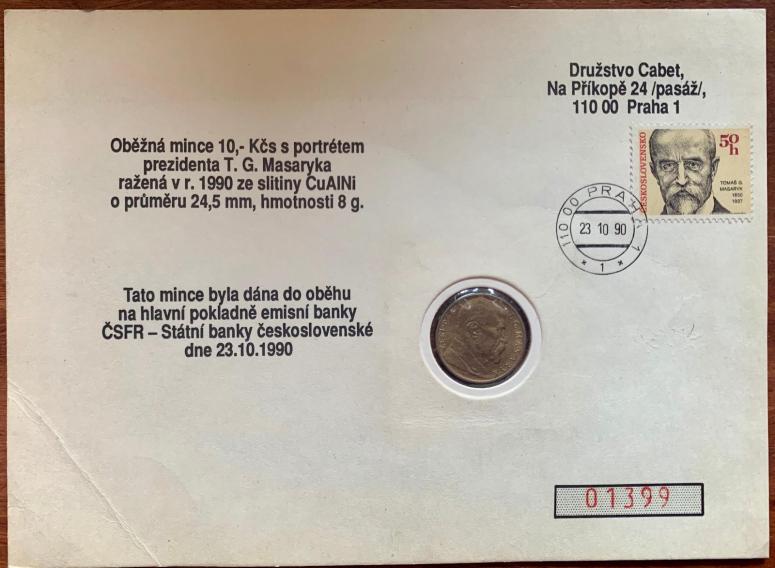 Družstvo Cabet,
Na Příkopě 24 /pasáž/,
110 00 Praha 1
Oběžná mince 10,- Kčs s portrétem
prezidenta T. G. Masaryka
ražená v r. 1990 ze slitiny CuAlNi
o průměru 24,5 mm, hmotnosti 8 g.
ČESKOSLOVENSKO
50
h
TOMÁŠ G.
MASARYK
1850
1937
110 00 PRAHA 1
23 10 90
* 1 *
Tato mince byla dána do oběhu
na hlavní pokladně emisní banky
ČSFR – Státní banky československé
dne 23.10.1990
01399